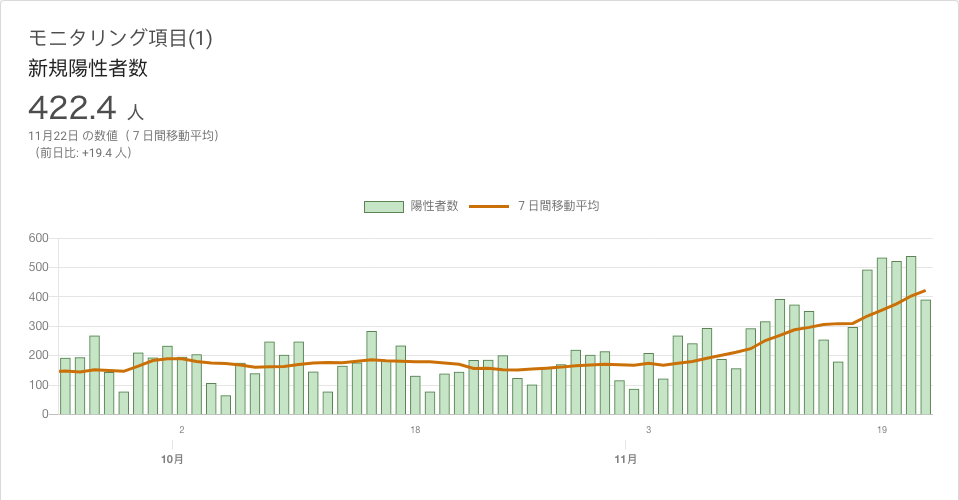 モニタリング項目(1)
新規陽性者数
422.4 人
11月22日 の数値（７日間移動平均）
（前日比: +19.4 人）
陽性者数 ７日間移動平均
600
500
400
300
200
100
0
2 18 3 19
10月 11月